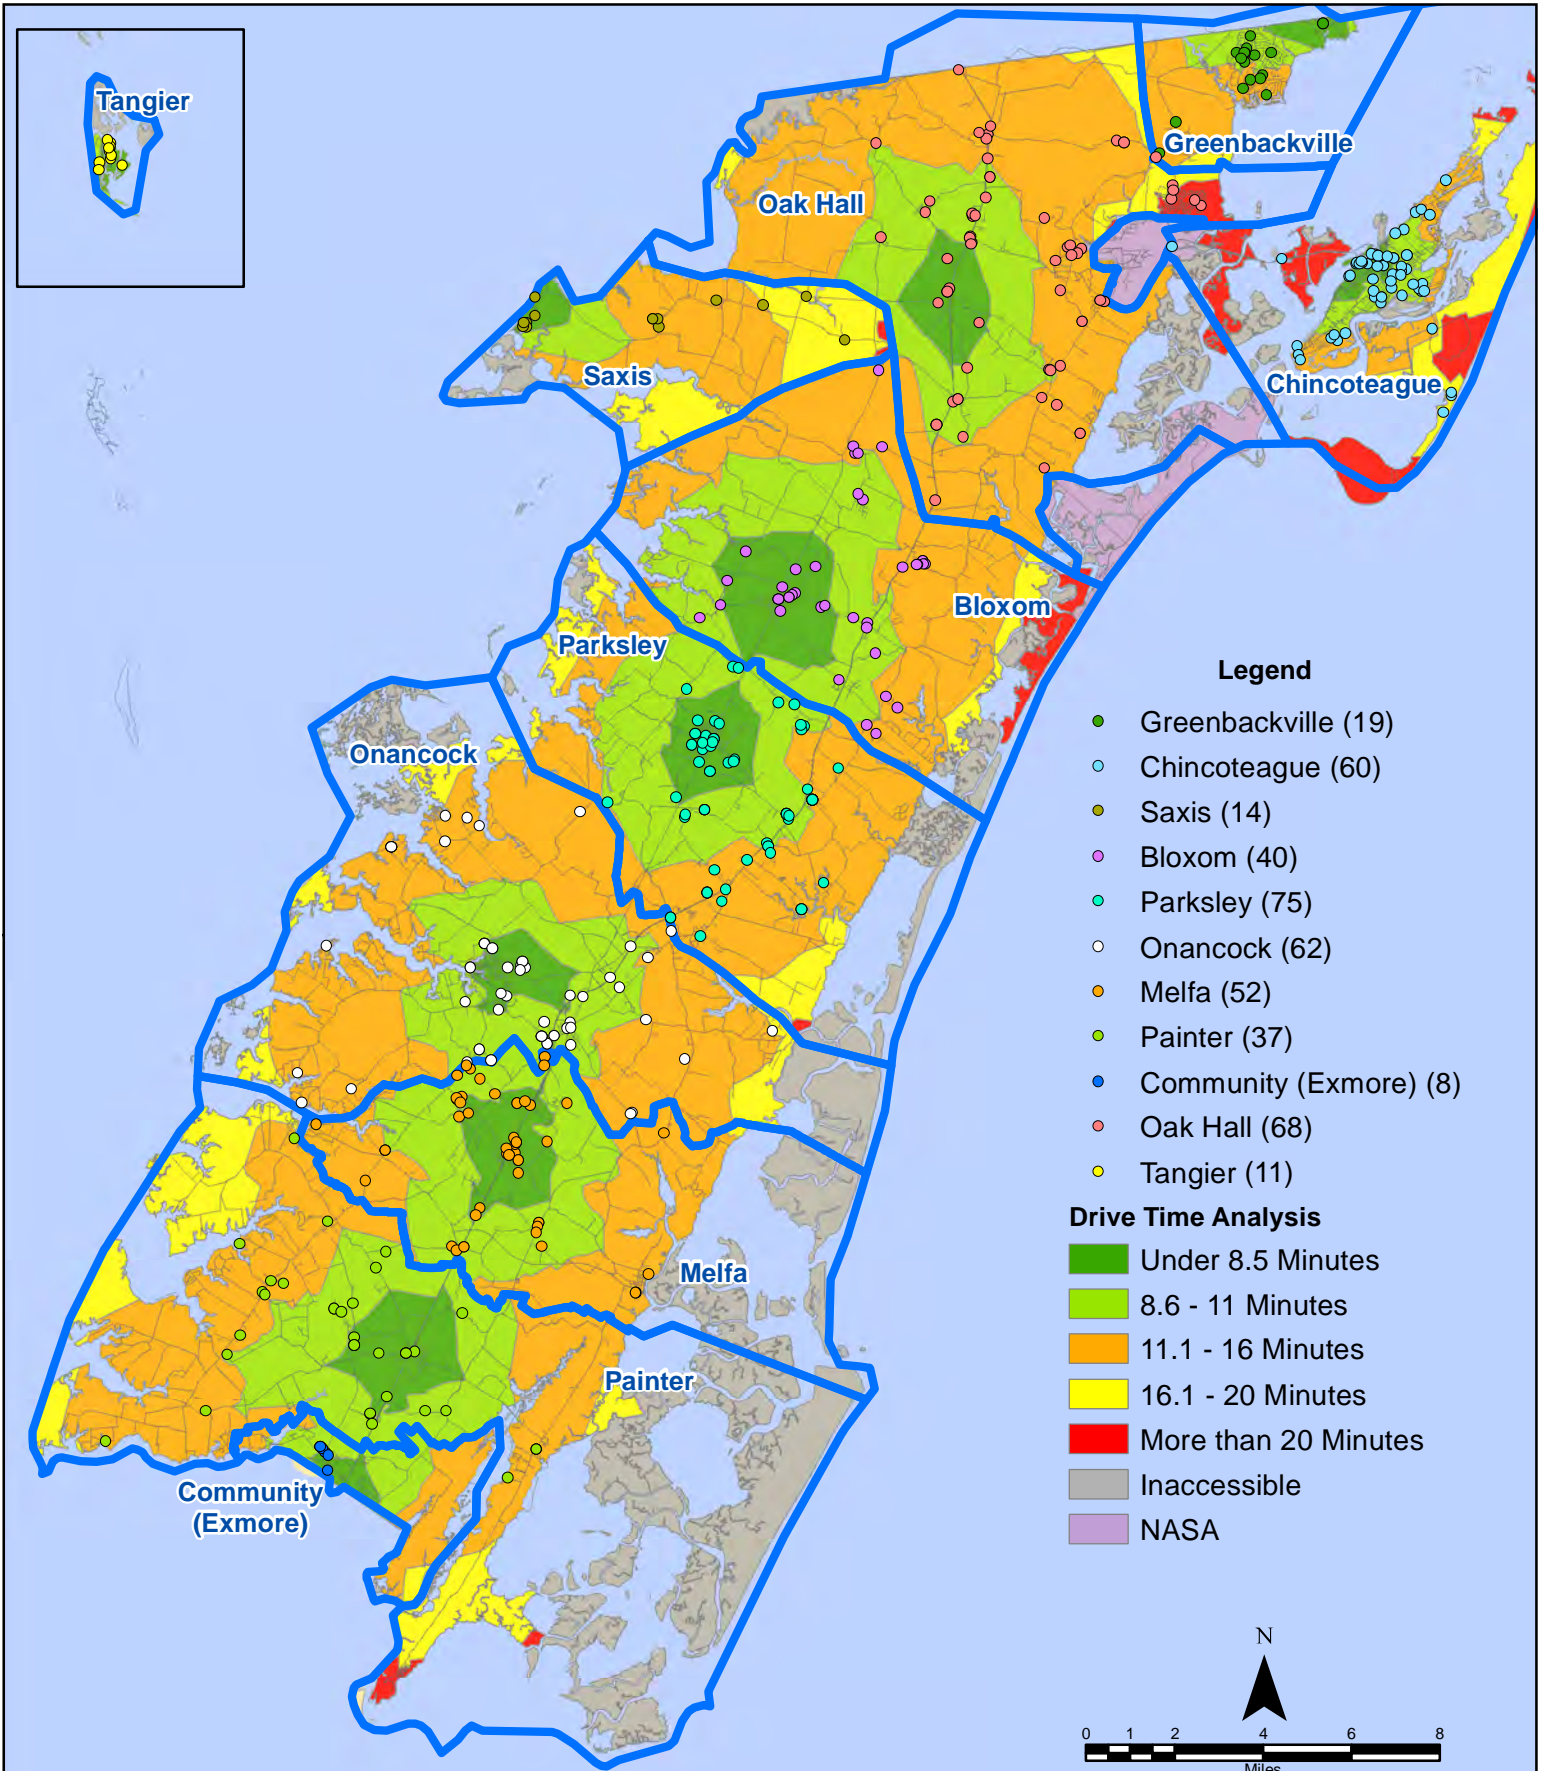 Tangier
Greenbackville
Oak Hall
Saxis
Chincoteague
Bloxom
Parksley
Onancock
Melfa
Painter
Community
(Exmore)
Legend
Greenbackville (19)
Chincoteague (60)
Saxis (14)
Bloxom (40)
Parksley (75)
Onancock (62)
Melfa (52)
Painter (37)
Community (Exmore) (8)
Oak Hall (68)
Tangier (11)
Drive Time Analysis
Under 8.5 Minutes
8.6 - 11 Minutes
11.1 - 16 Minutes
16.1 - 20 Minutes
More than 20 Minutes
Inaccessible
NASA
N
0 1 2 4 6 8
Miles